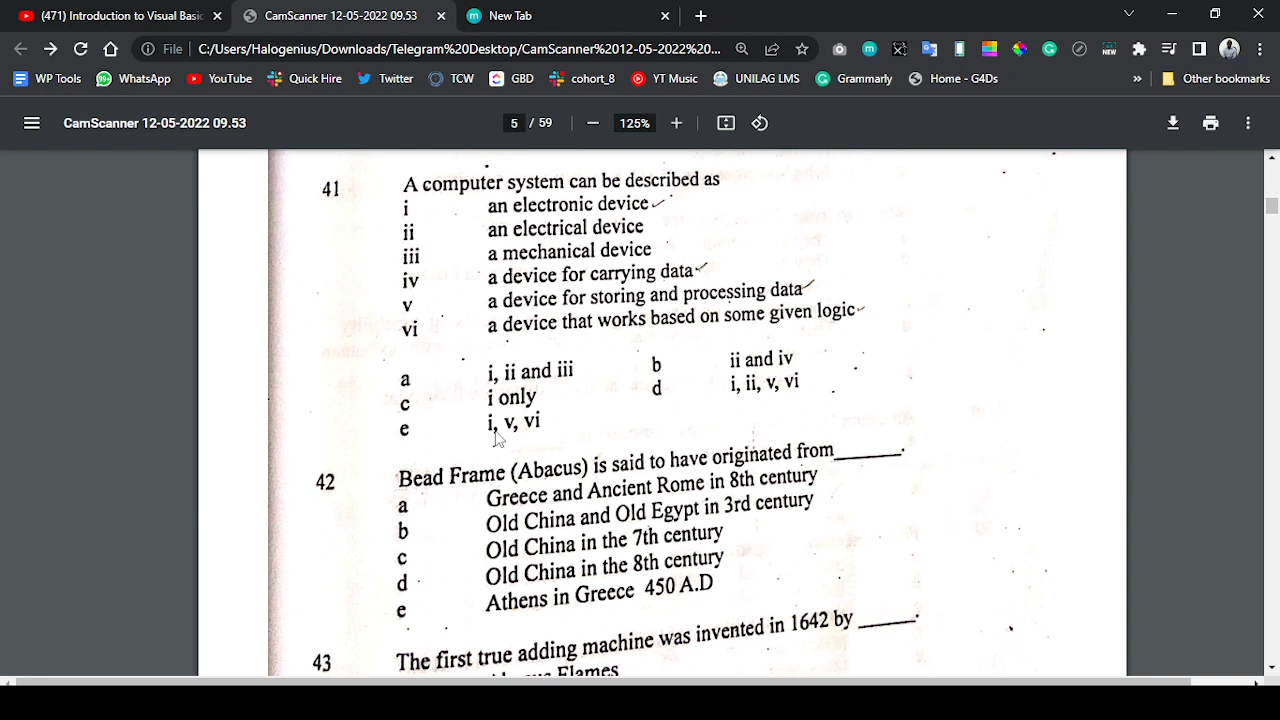 (471) Introduction to Visual Basic
CamScanner 12-05-2022 09.53
New Tab
File
C:/Users/Halogenius/Downloads/Telegram%20Desktop/CamScanner%2012-05-2022%20...
WP Tools
WhatsApp
YouTube
Quick Hire
Twitter
TCW
GBD
cohort_8
YT Music
UNILAG LMS
Grammarly
Home - G4Ds
»
Other bookmarks
CamScanner 12-05-2022 09.53
5 / 59
125%
41 A computer system can be described as
i an electronic device
ii an electrical device
iii a mechanical device
iv a device for carrying data
v a device for storing and processing data
vi a device that works based on some given logic
a i, ii and iii b ii and iv
c i only d i, ii, v, vi
e i, v, vi
42 Bead Frame (Abacus) is said to have originated from______.
a Greece and Ancient Rome in 8th century
b Old China and Old Egypt in 3rd century
c Old China in the 7th century
d Old China in the 8th century
e Athens in Greece 450 A.D
43 The first true adding machine was invented in 1642 by ______.
Flames